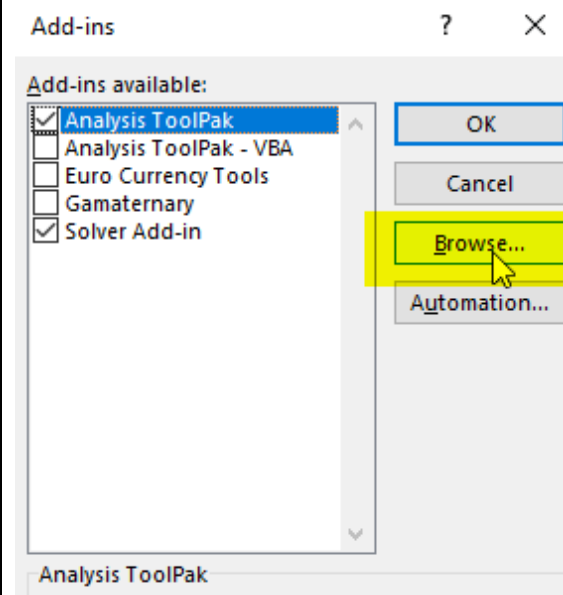 Add-ins ? ×
Add-ins available:
Analysis ToolPak
Analysis ToolPak - VBA
Euro Currency Tools
Gamaternary
Solver Add-in
OK
Cancel
Browse...
Automation...
Analysis ToolPak